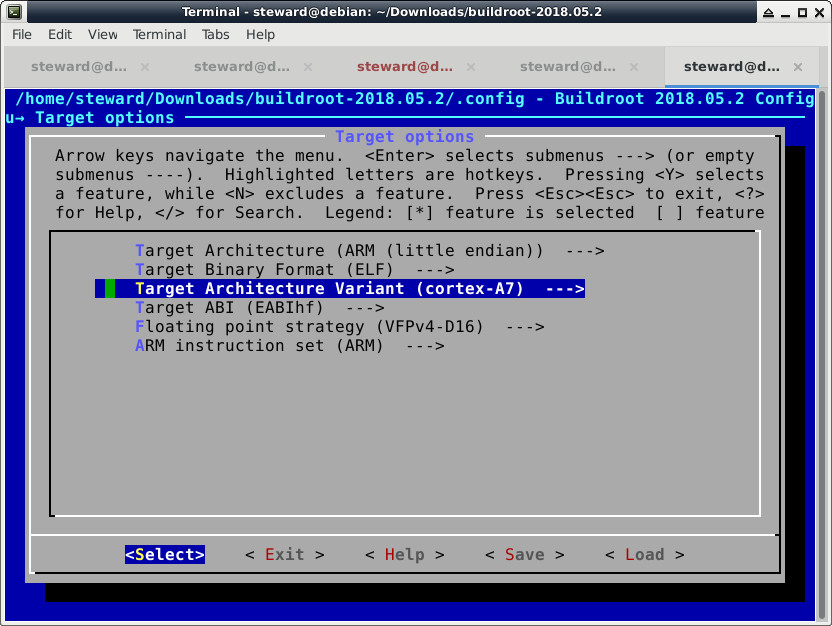 Terminal - steward@debian: ~/Downloads/buildroot-2018.05.2
File Edit View Terminal Tabs Help
steward@d... × steward@d... × steward@d... × steward@d... × steward@d... ×
/home/steward/Downloads/buildroot-2018.05.2/.config - Buildroot 2018.05.2 Config
u→ Target options
Target options
Arrow keys navigate the menu.  <Enter> selects submenus ---> (or empty
submenus ----).  Highlighted letters are hotkeys.  Pressing <Y> selects
a feature, while <N> excludes a feature.  Press <Esc><Esc> to exit, <?>
for Help, </> for Search.  Legend: [*] feature is selected  [ ] feature
Target Architecture (ARM (little endian))  --->
Target Binary Format (ELF)  --->
Target Architecture Variant (cortex-A7)  --->
Target ABI (EABIhf)  --->
Floating point strategy (VFPv4-D16)  --->
ARM instruction set (ARM)  --->
<Select> < Exit > < Help > < Save > < Load >